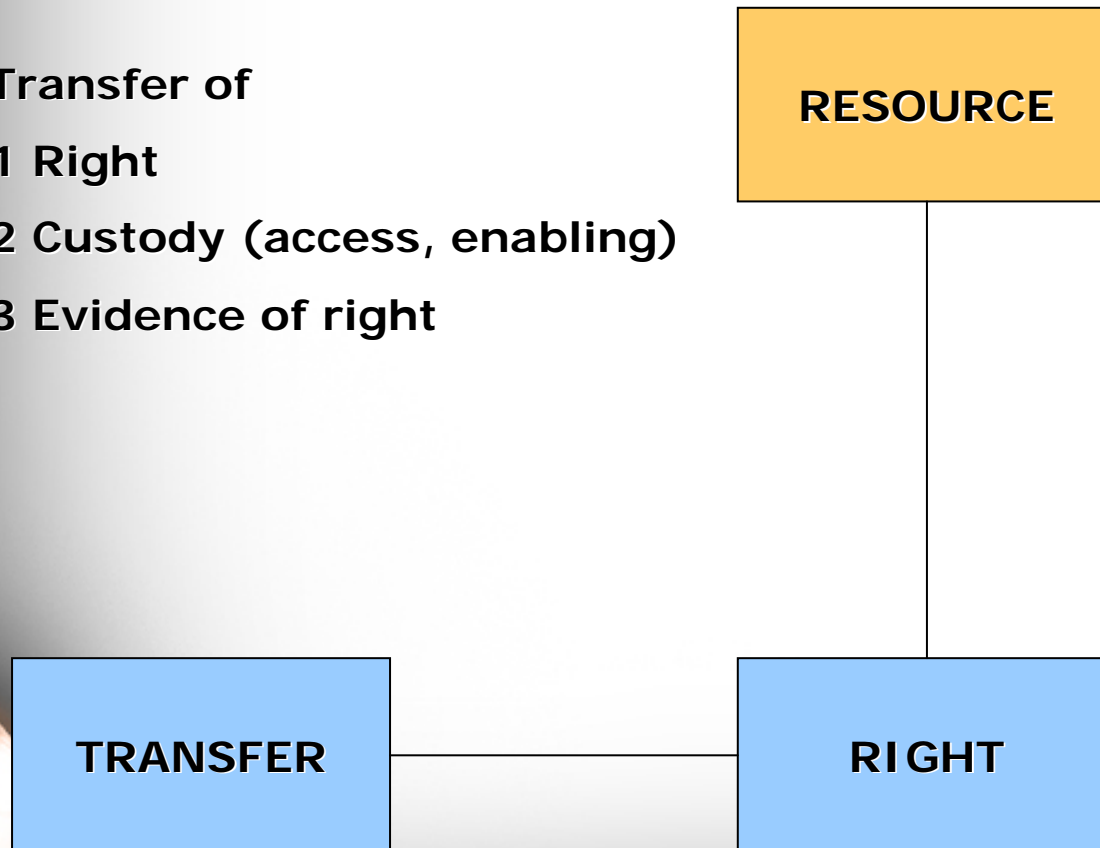 Transfer of
1 Right
2 Custody (access, enabling)
3 Evidence of right
RESOURCE
TRANSFER
RIGHT